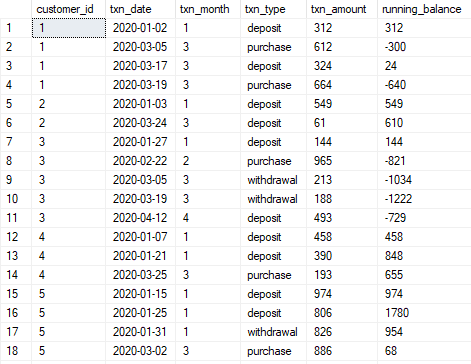 customer_id txn_date txn_month txn_type txn_amount running_balance
1 1 2020-01-02 1 deposit 312 312
2 1 2020-03-05 3 purchase 612 -300
3 1 2020-03-17 3 deposit 324 24
4 1 2020-03-19 3 purchase 664 -640
5 2 2020-01-03 1 deposit 549 549
6 2 2020-03-24 3 deposit 61 610
7 3 2020-01-27 1 deposit 144 144
8 3 2020-02-22 2 purchase 965 -821
9 3 2020-03-05 3 withdrawal 213 -1034
10 3 2020-03-19 3 withdrawal 188 -1222
11 3 2020-04-12 4 deposit 493 -729
12 4 2020-01-07 1 deposit 458 458
13 4 2020-01-21 1 deposit 390 848
14 4 2020-03-25 3 purchase 193 655
15 5 2020-01-15 1 deposit 974 974
16 5 2020-01-25 1 deposit 806 1780
17 5 2020-01-31 1 withdrawal 826 954
18 5 2020-03-02 3 purchase 886 68